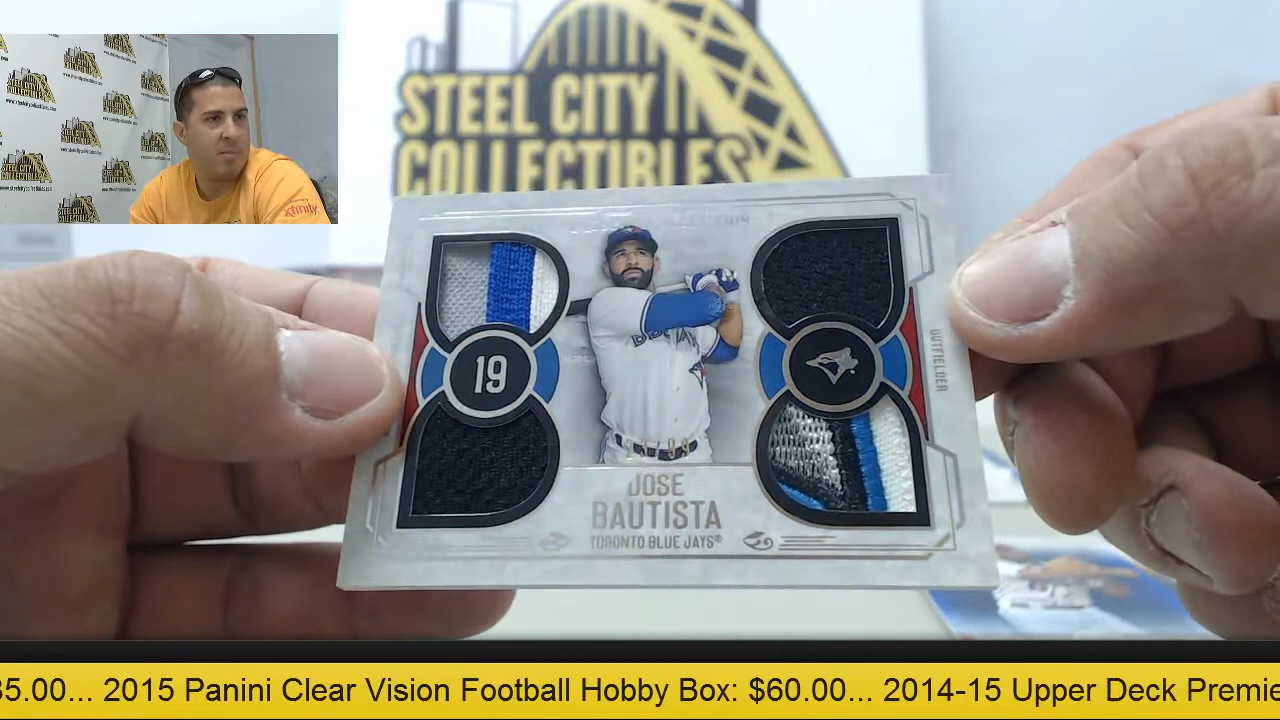 STEEL CITY
COLLECTIBLES
xfinity
19
OUTFIELDER
JOSE
BAUTISTA
TORONTO BLUE JAYS®
35.00... 2015 Panini Clear Vision Football Hobby Box: $60.00... 2014-15 Upper Deck Premie